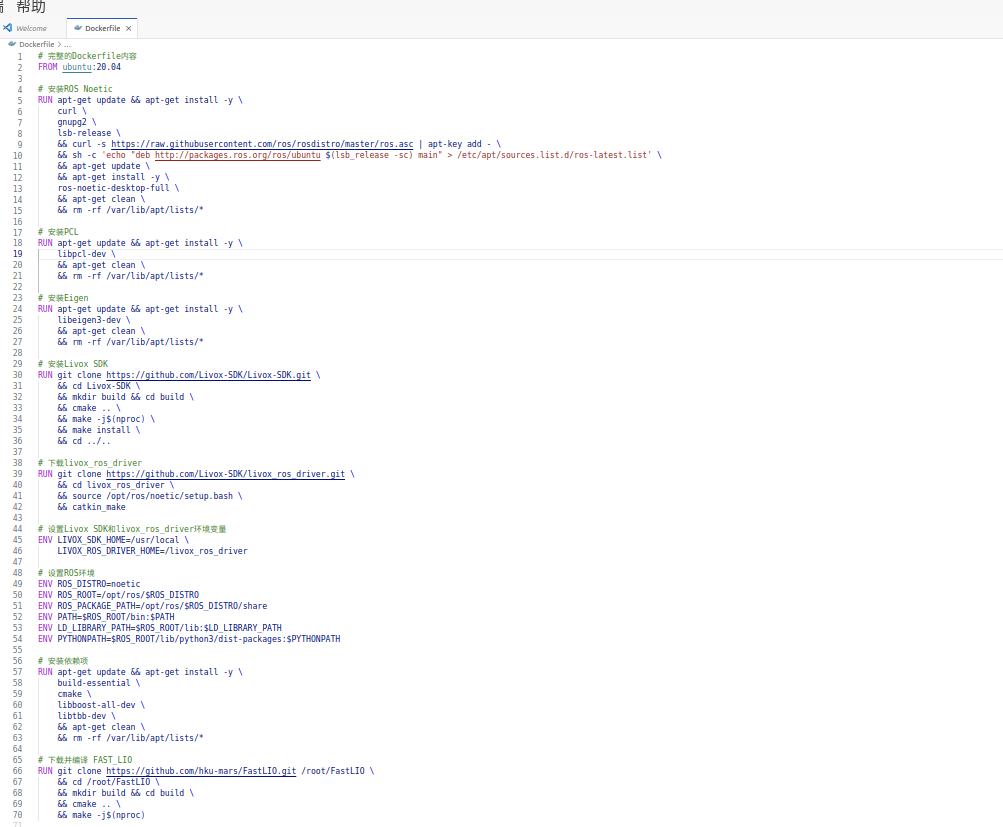 帮助
Welcome
Dockerfile ×
Dockerfile > ...
1 # 完整的Dockerfile内容
2 FROM ubuntu:20.04
3
4 # 安装ROS Noetic
5 RUN apt-get update && apt-get install -y \
6 curl \
7 gnupg2 \
8 lsb-release \
9 && curl -s https://raw.githubusercontent.com/ros/rosdistro/master/ros.asc | apt-key add - \
10 && sh -c 'echo "deb http://packages.ros.org/ros/ubuntu $(lsb_release -sc) main" > /etc/apt/sources.list.d/ros-latest.list' \
11 && apt-get update \
12 && apt-get install -y \
13 ros-noetic-desktop-full \
14 && apt-get clean \
15 && rm -rf /var/lib/apt/lists/*
16
17 # 安装PCL
18 RUN apt-get update && apt-get install -y \
19 libpcl-dev \
20 && apt-get clean \
21 && rm -rf /var/lib/apt/lists/*
22
23 # 安装Eigen
24 RUN apt-get update && apt-get install -y \
25 libeigen3-dev \
26 && apt-get clean \
27 && rm -rf /var/lib/apt/lists/*
28
29 # 安装Livox SDK
30 RUN git clone https://github.com/Livox-SDK/Livox-SDK.git \
31 && cd Livox-SDK \
32 && mkdir build && cd build \
33 && cmake .. \
34 && make -j$(nproc) \
35 && make install \
36 && cd ../..
37
38 # 下载livox_ros_driver
39 RUN git clone https://github.com/Livox-SDK/livox_ros_driver.git \
40 && cd livox_ros_driver \
41 && source /opt/ros/noetic/setup.bash \
42 && catkin_make
43
44 # 设置Livox SDK和livox_ros_driver环境变量
45 ENV LIVOX_SDK_HOME=/usr/local \
46 LIVOX_ROS_DRIVER_HOME=/livox_ros_driver
47
48 # 设置ROS环境
49 ENV ROS_DISTRO=noetic
50 ENV ROS_ROOT=/opt/ros/$ROS_DISTRO
51 ENV ROS_PACKAGE_PATH=/opt/ros/$ROS_DISTRO/share
52 ENV PATH=$ROS_ROOT/bin:$PATH
53 ENV LD_LIBRARY_PATH=$ROS_ROOT/lib:$LD_LIBRARY_PATH
54 ENV PYTHONPATH=$ROS_ROOT/lib/python3/dist-packages:$PYTHONPATH
55
56 # 安装依赖项
57 RUN apt-get update && apt-get install -y \
58 build-essential \
59 cmake \
60 libboost-all-dev \
61 libtbb-dev \
62 && apt-get clean \
63 && rm -rf /var/lib/apt/lists/*
64
65 # 下载并编译 FAST_LIO
66 RUN git clone https://github.com/hku-mars/FastLIO.git /root/FastLIO \
67 && cd /root/FastLIO \
68 && mkdir build && cd build \
69 && cmake .. \
70 && make -j$(nproc)
71